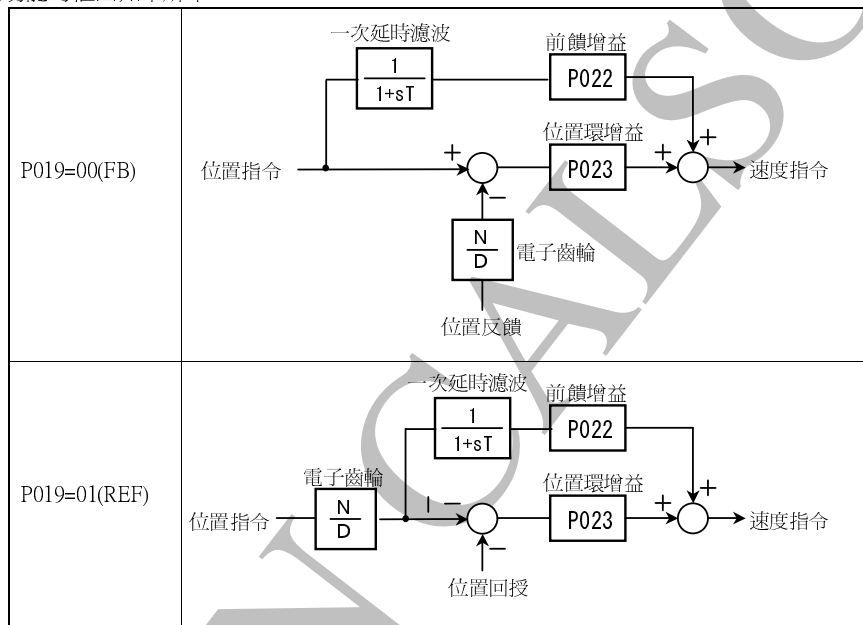 一次延時濾波
前饋增益
1
1+sT
P022
位置環增益
P019=00(FB)
位置指令
+
P023
+
+
速度指令
−
N
D
電子齒輪
位置反饋
一次延時濾波
前饋增益
1
1+sT
P022
電子齒輪
位置環增益
P019=01(REF)
位置指令
N
D
−
P023
+
+
速度指令
−
位置回授
NCALSO